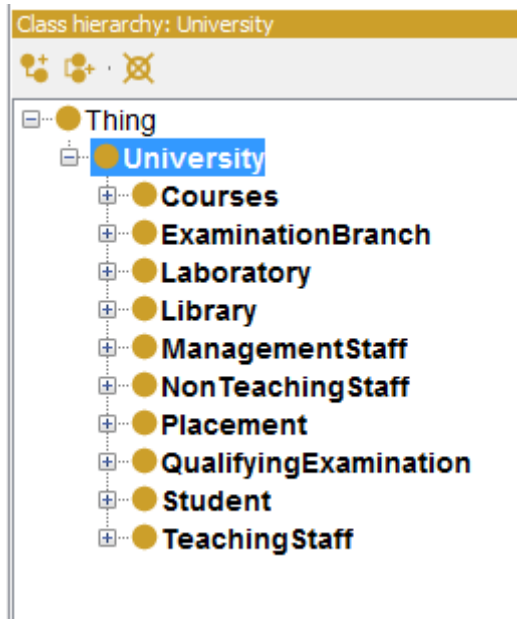 Class hierarchy: University
Thing
University
Courses
ExaminationBranch
Laboratory
Library
ManagementStaff
NonTeachingStaff
Placement
QualifyingExamination
Student
TeachingStaff